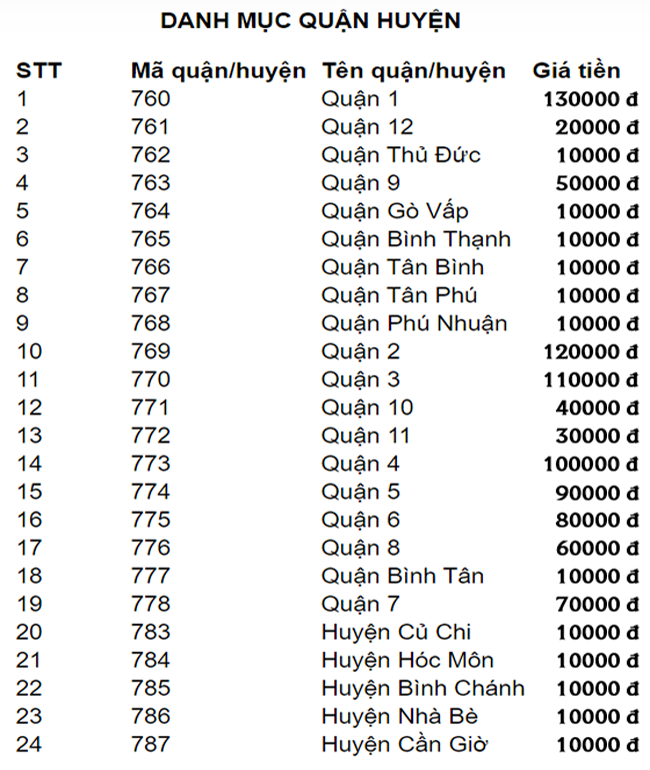 DANH MỤC QUẬN HUYỆN
STT Mã quận/huyện Tên quận/huyện Giá tiền
1 760 Quận 1 130000 đ
2 761 Quận 12 20000 đ
3 762 Quận Thủ Đức 10000 đ
4 763 Quận 9 50000 đ
5 764 Quận Gò Vấp 10000 đ
6 765 Quận Bình Thạnh 10000 đ
7 766 Quận Tân Bình 10000 đ
8 767 Quận Tân Phú 10000 đ
9 768 Quận Phú Nhuận 10000 đ
10 769 Quận 2 120000 đ
11 770 Quận 3 110000 đ
12 771 Quận 10 40000 đ
13 772 Quận 11 30000 đ
14 773 Quận 4 100000 đ
15 774 Quận 5 90000 đ
16 775 Quận 6 80000 đ
17 776 Quận 8 60000 đ
18 777 Quận Bình Tân 10000 đ
19 778 Quận 7 70000 đ
20 783 Huyện Củ Chi 10000 đ
21 784 Huyện Hóc Môn 10000 đ
22 785 Huyện Bình Chánh 10000 đ
23 786 Huyện Nhà Bè 10000 đ
24 787 Huyện Cần Giờ 10000 đ